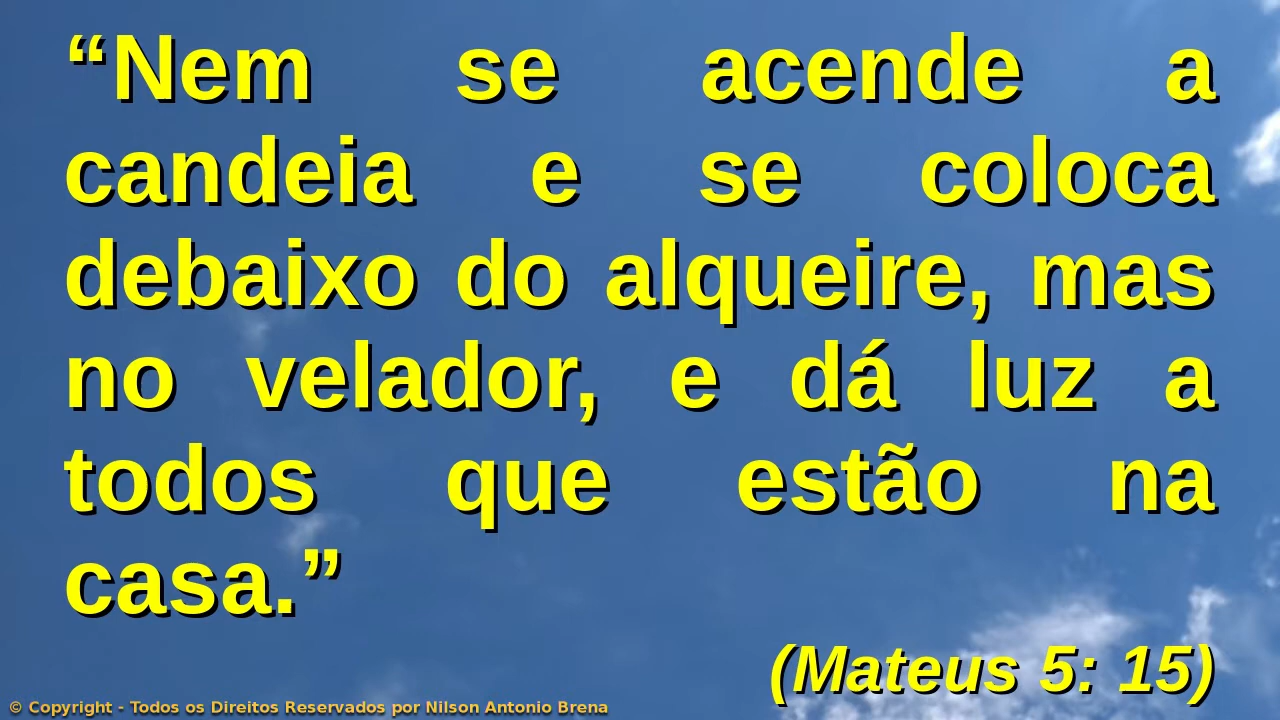 “Nem se acende a
candeia e se coloca
debaixo do alqueire, mas
no velador, e dá luz a
todos que estão na
casa.”
(Mateus 5: 15)
© Copyright - Todos os Direitos Reservados por Nilson Antonio Brena